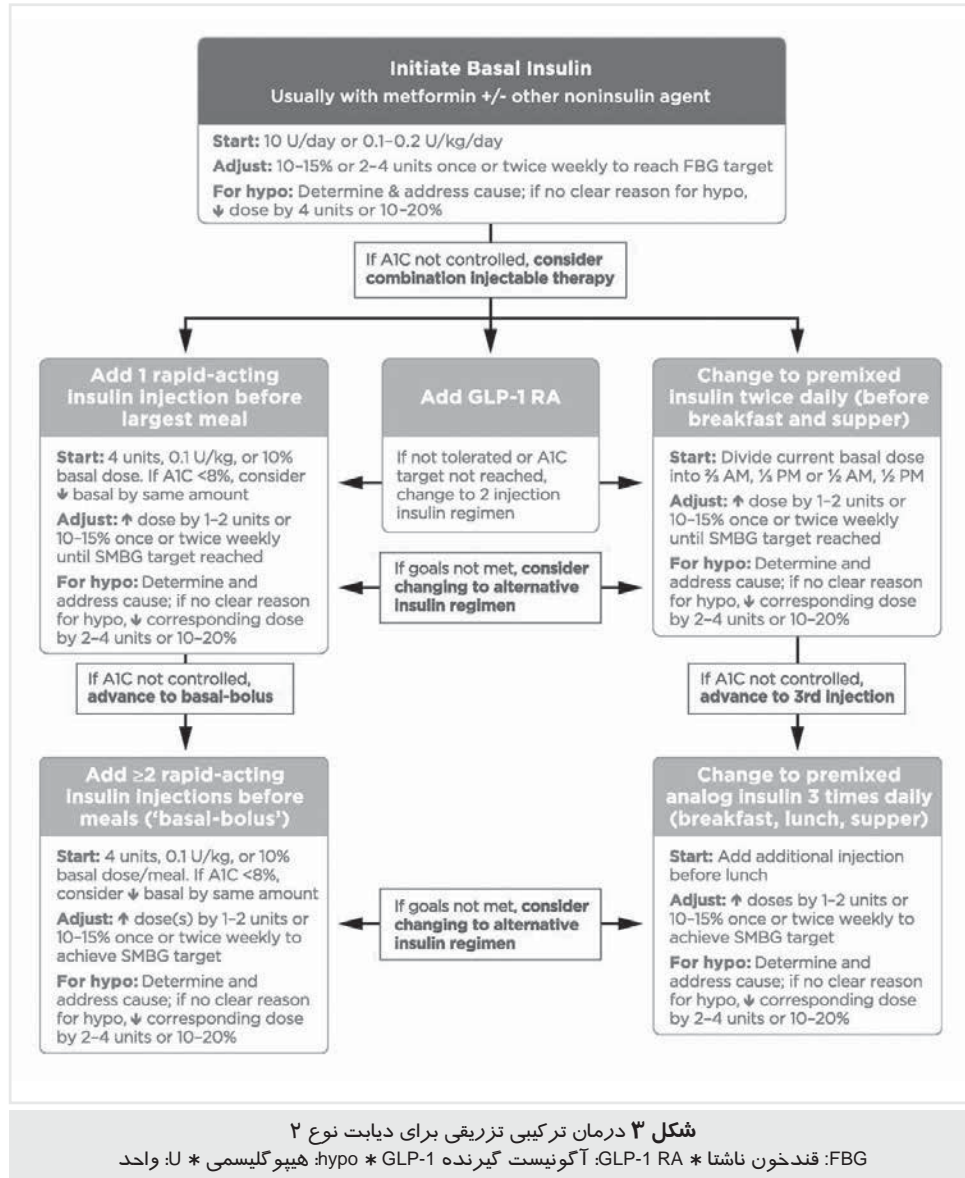 Initiate Basal Insulin
Usually with metformin +/- other noninsulin agent
Start: 10 U/day or 0.1–0.2 U/kg/day
Adjust: 10–15% or 2–4 units once or twice weekly to reach FBG target
For hypo: Determine & address cause; if no clear reason for hypo,
↓ dose by 4 units or 10–20%
If A1C not controlled, consider
combination injectable therapy
Add 1 rapid-acting
insulin injection before
largest meal
Start: 4 units, 0.1 U/kg, or 10%
basal dose. If A1C <8%, consider
↓ basal by same amount
Adjust: ↑ dose by 1–2 units or
10–15% once or twice weekly
until SMBG target reached
For hypo: Determine and
address cause; if no clear reason
for hypo, ↓ corresponding dose
by 2–4 units or 10–20%
Add GLP-1 RA
If not tolerated or A1C
target not reached,
change to 2 injection
insulin regimen
Change to premixed
insulin twice daily (before
breakfast and supper)
Start: Divide current basal dose
into ⅔ AM, ⅓ PM or ½ AM, ½ PM
Adjust: ↑ dose by 1–2 units or
10–15% once or twice weekly
until SMBG target reached
For hypo: Determine and
address cause; if no clear reason
for hypo, ↓ corresponding dose
by 2–4 units or 10–20%
If goals not met, consider
changing to alternative
insulin regimen
If A1C not controlled,
advance to basal-bolus
If A1C not controlled,
advance to 3rd injection
Add ≥2 rapid-acting
insulin injections before
meals ('basal-bolus')
Start: 4 units, 0.1 U/kg, or 10%
basal dose/meal. If A1C <8%,
consider ↓ basal by same amount
Adjust: ↑ dose(s) by 1–2 units or
10–15% once or twice weekly to
achieve SMBG target
For hypo: Determine and
address cause; if no clear reason
for hypo, ↓ corresponding dose
by 2–4 units or 10–20%
If goals not met, consider
changing to alternative
insulin regimen
Change to premixed
analog insulin 3 times daily
(breakfast, lunch, supper)
Start: Add additional injection
before lunch
Adjust: ↑ doses by 1–2 units or
10–15% once or twice weekly to
achieve SMBG target
For hypo: Determine and
address cause; if no clear reason
for hypo, ↓ corresponding dose
by 2–4 units or 10–20%
شکل ۳ درمان ترکیبی تزریقی برای دیابت نوع ۲
FBG: قندخون ناشتا * GLP-1 RA: آگونیست گیرنده GLP-1 * hypo: هیپوگلیسمی * U: واحد